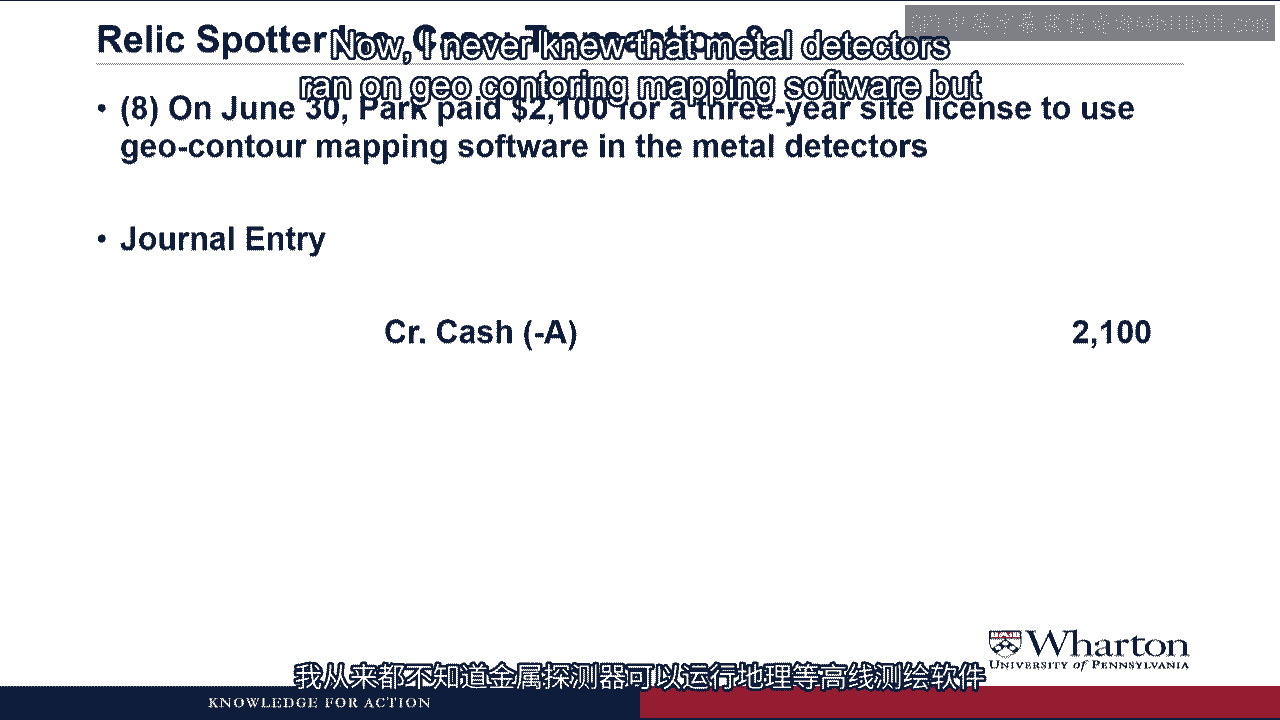 Relic Spotter Inc. Case: Transaction 8
Now, I never knew that metal detectors
ran on geo contoring mapping software but
• (8) On June 30, Park paid $2,100 for a three-year site license to use
geo-contour mapping software in the metal detectors
• Journal Entry
Cr. Cash (-A) 2,100
Wharton
UNIVERSITY of PENNSYLVANIA
我从来都不知道金属探测器可以运行地理等高线测绘软件
KNOWLEDGE FOR ACTION